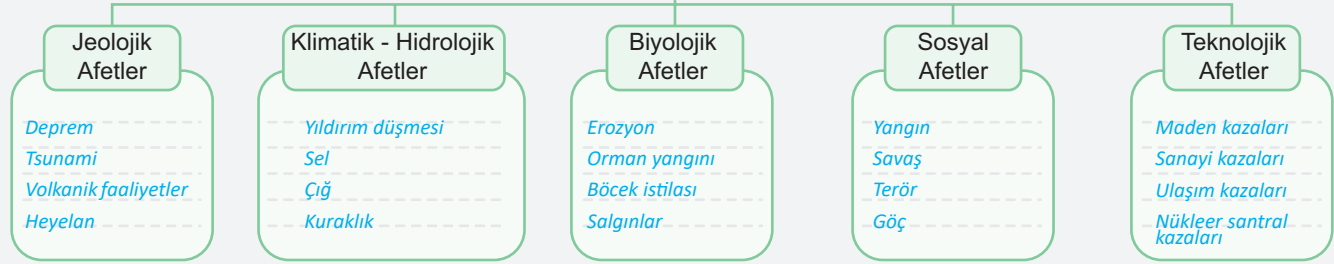 Jeolojik
Afetler
Deprem
Tsunami
Volkanik faaliyetler
Heyelan
Klimatik - Hidrolojik
Afetler
Yıldırım düşmesi
Sel
Çığ
Kuraklık
Biyolojik
Afetler
Erozyon
Orman yangını
Böcek istilası
Salgınlar
Sosyal
Afetler
Yangın
Savaş
Terör
Göç
Teknolojik
Afetler
Maden kazaları
Sanayi kazaları
Ulaşım kazaları
Nükleer santral
kazaları